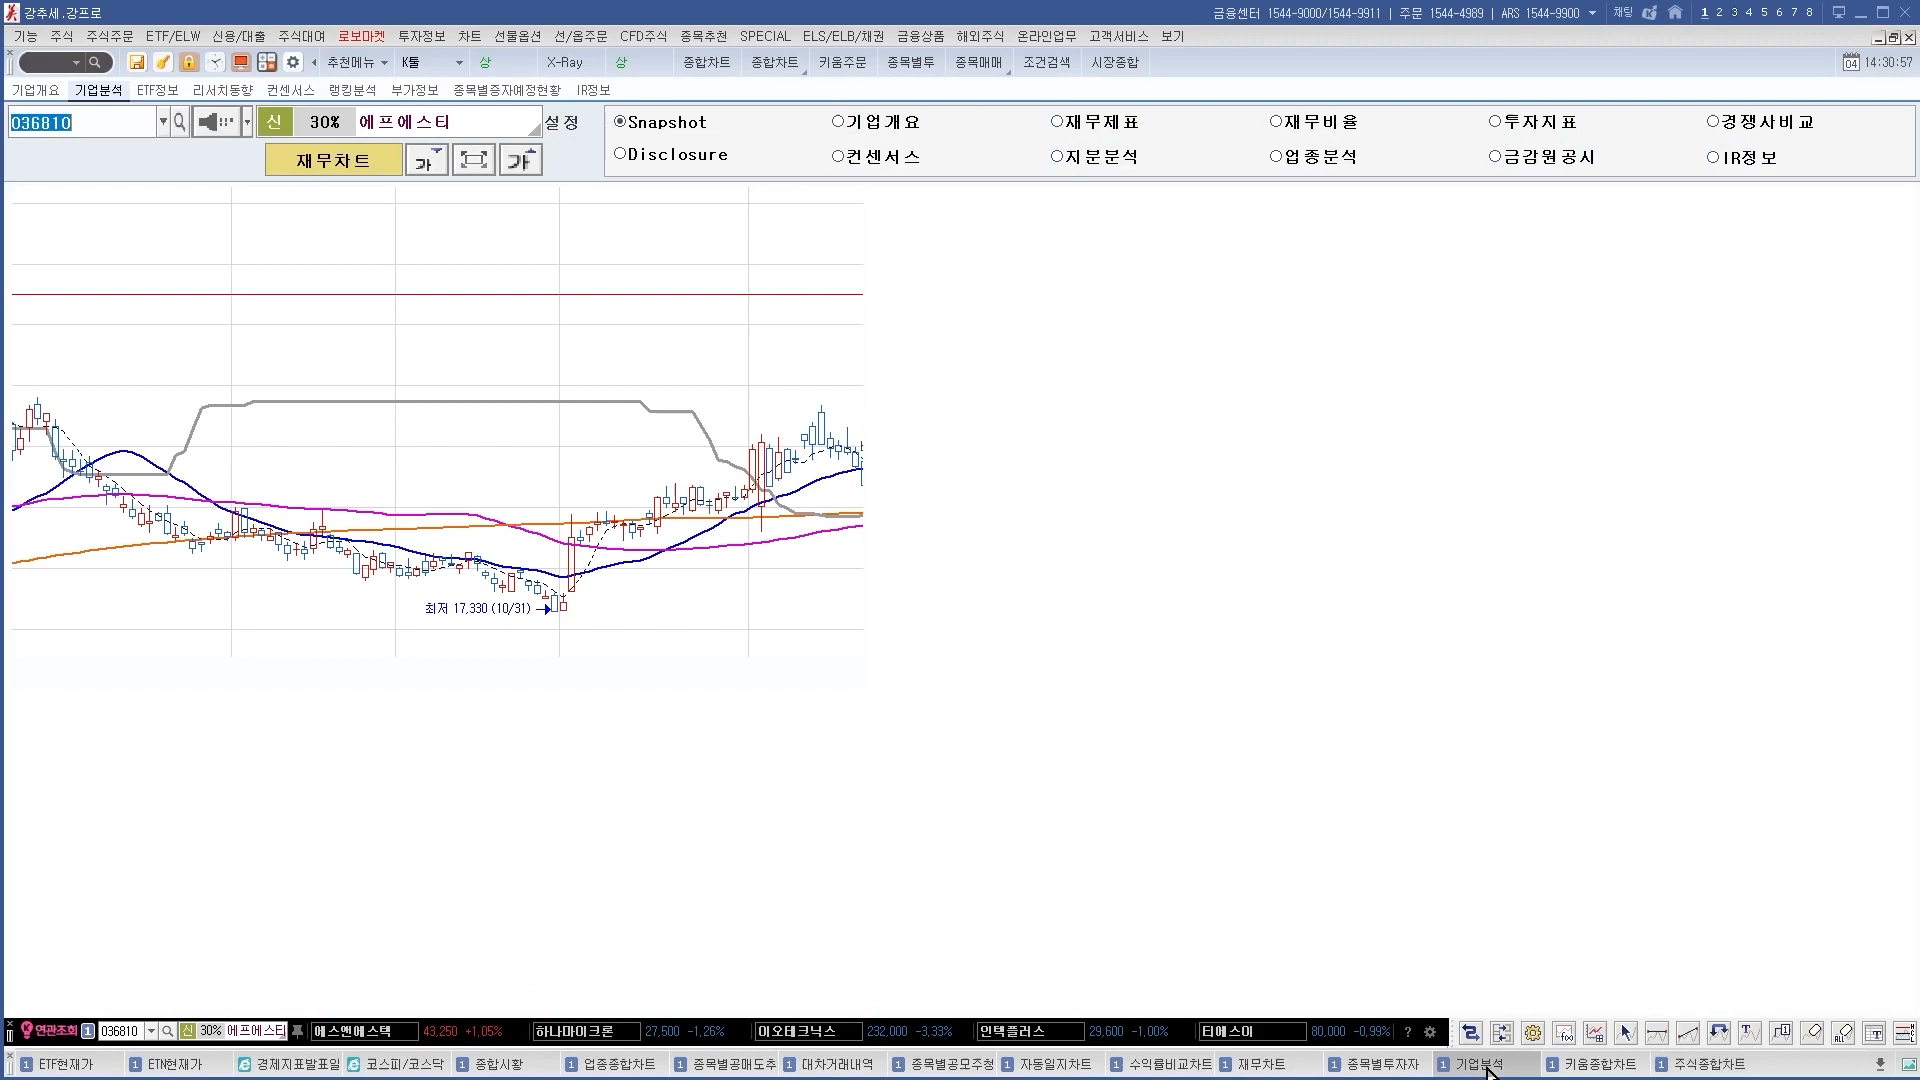 강추세.강프로
금융센터 1544-9000/1544-9911 | 주문 1544-4989 | ARS 1544-9900 채팅 1 2 3 4 5 6 7 8
기능 주식 주식주문 ETF/ELW 신용/대출 주식대여 로보마켓 투자정보 차트 선물옵션 선/옵주문 CFD주식 종목추천 SPECIAL ELS/ELB/채권 금융상품 해외주식 온라인업무 고객서비스 보기
추천메뉴 K톨 상 X-Ray 상 종합차트 종합차트 키움주문 종목별투 종목매매 조건검색 시장종합 04 14:30:57
기업개요 기업분석 ETF정보 리서치동향 컨센서스 랭킹분석 부가정보 종목별증자예정현황 IR정보
036810 신 30% 에프에스티 설정
Snapshot 기업개요 재무제표 재무비율 투자지표 경쟁사비교
재무차트 가 가
Disclosure 컨센서스 지분분석 업종분석 금감원공시 IR정보
최저 17,330 (10/31)
연관조회 1 036810 신 30% 에프에스티 에스앤에스텍 43,250 +1,05% 하나마이크론 27,500 -1,26% 이오테크닉스 232,000 -3,33% 인텍플러스 29,600 -1,00% 티에스이 80,000 -0,99% ?
1 ETF현재가 1 ETN현재가 경제지표발표일 코스피/코스닥 1 종합시황 1 업종종합차트 1 종목별공매도추 1 대차거래내역 1 종목별공모주청 1 자동일지차트 1 수익률비교차트 1 재무차트 1 종목별투자자 1 기업분석 1 키움종합차트 1 주식종합차트